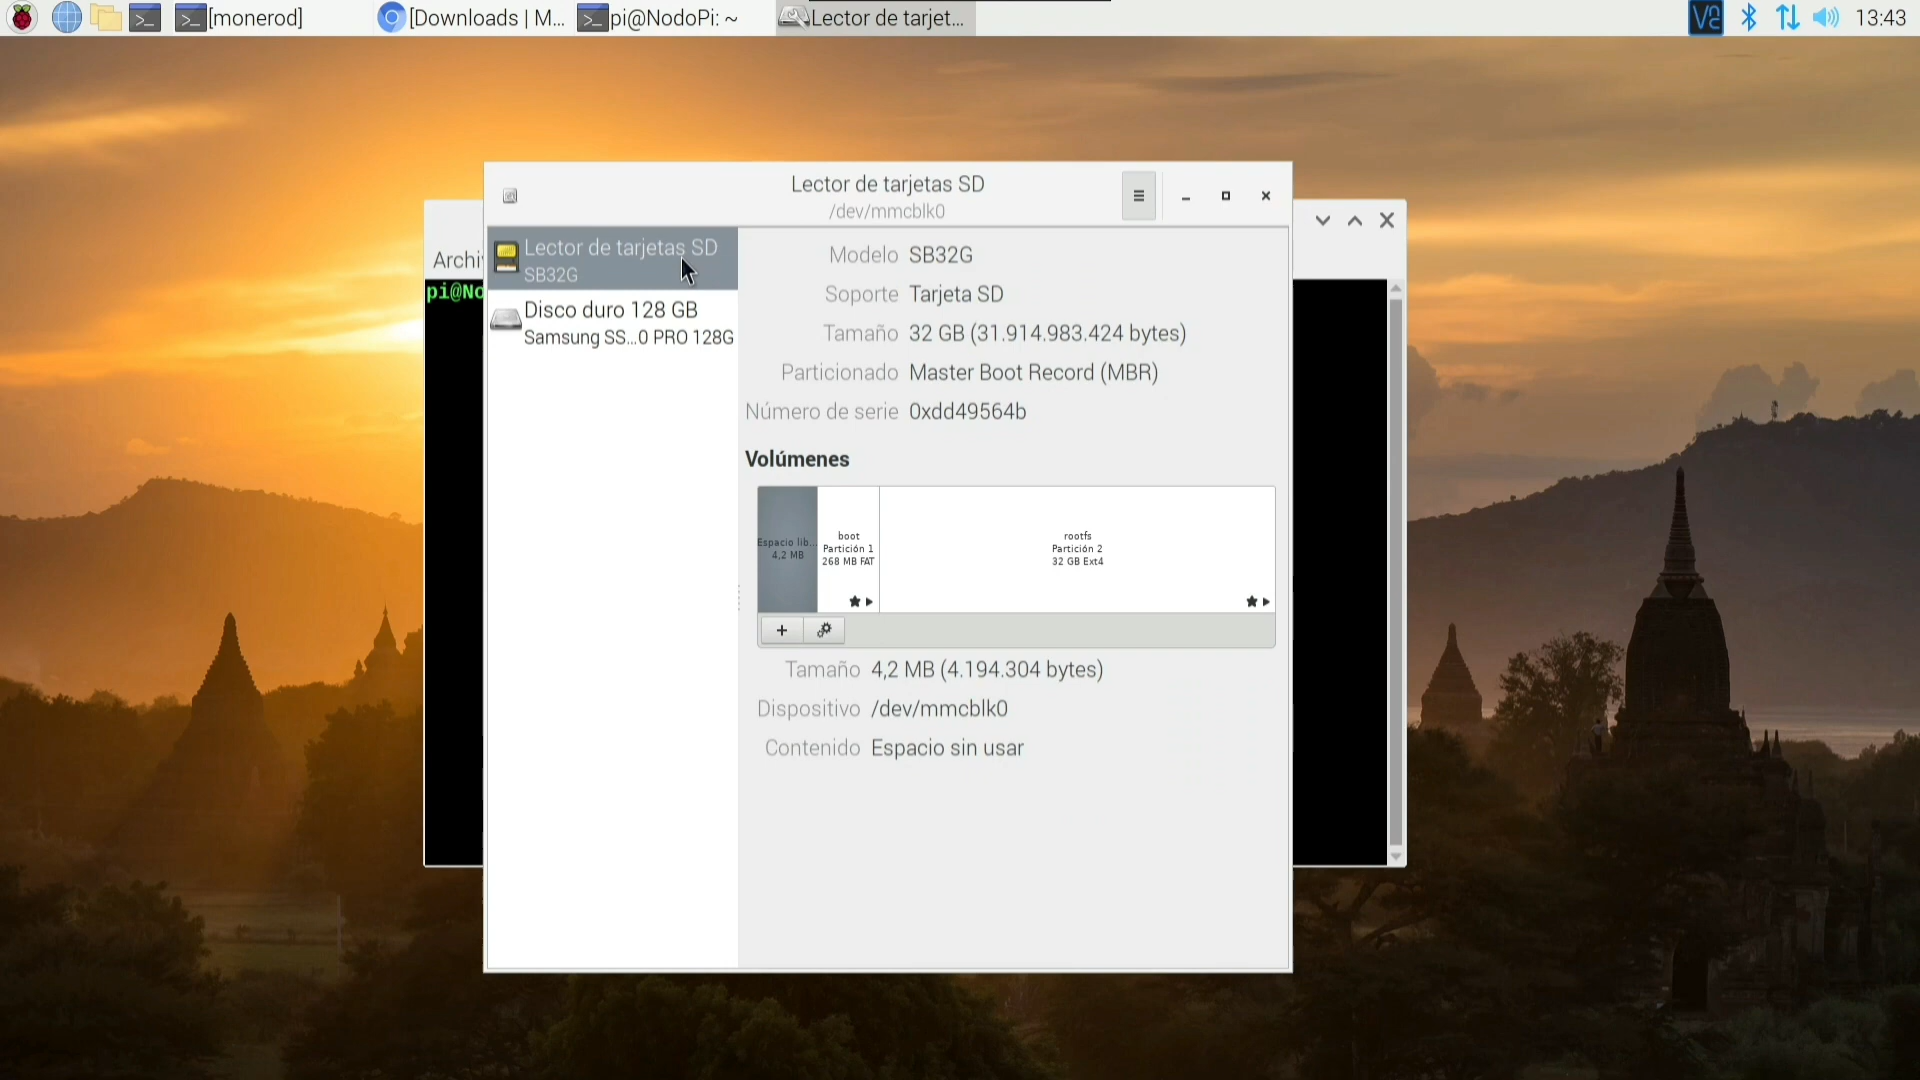 [monerod]
[Downloads | M...
pi@NodoPi: ~
Lector de tarjet...
13:43
Lector de tarjetas SD
/dev/mmcblk0
Archi
pi@No
Lector de tarjetas SD
SB32G
Disco duro 128 GB
Samsung SS...0 PRO 128G
Modelo SB32G
Soporte Tarjeta SD
Tamaño 32 GB (31.914.983.424 bytes)
Particionado Master Boot Record (MBR)
Número de serie 0xdd49564b
Volúmenes
Espacio lib...
4,2 MB
boot
Partición 1
268 MB FAT
rootfs
Partición 2
32 GB Ext4
Tamaño 4,2 MB (4.194.304 bytes)
Dispositivo /dev/mmcblk0
Contenido Espacio sin usar